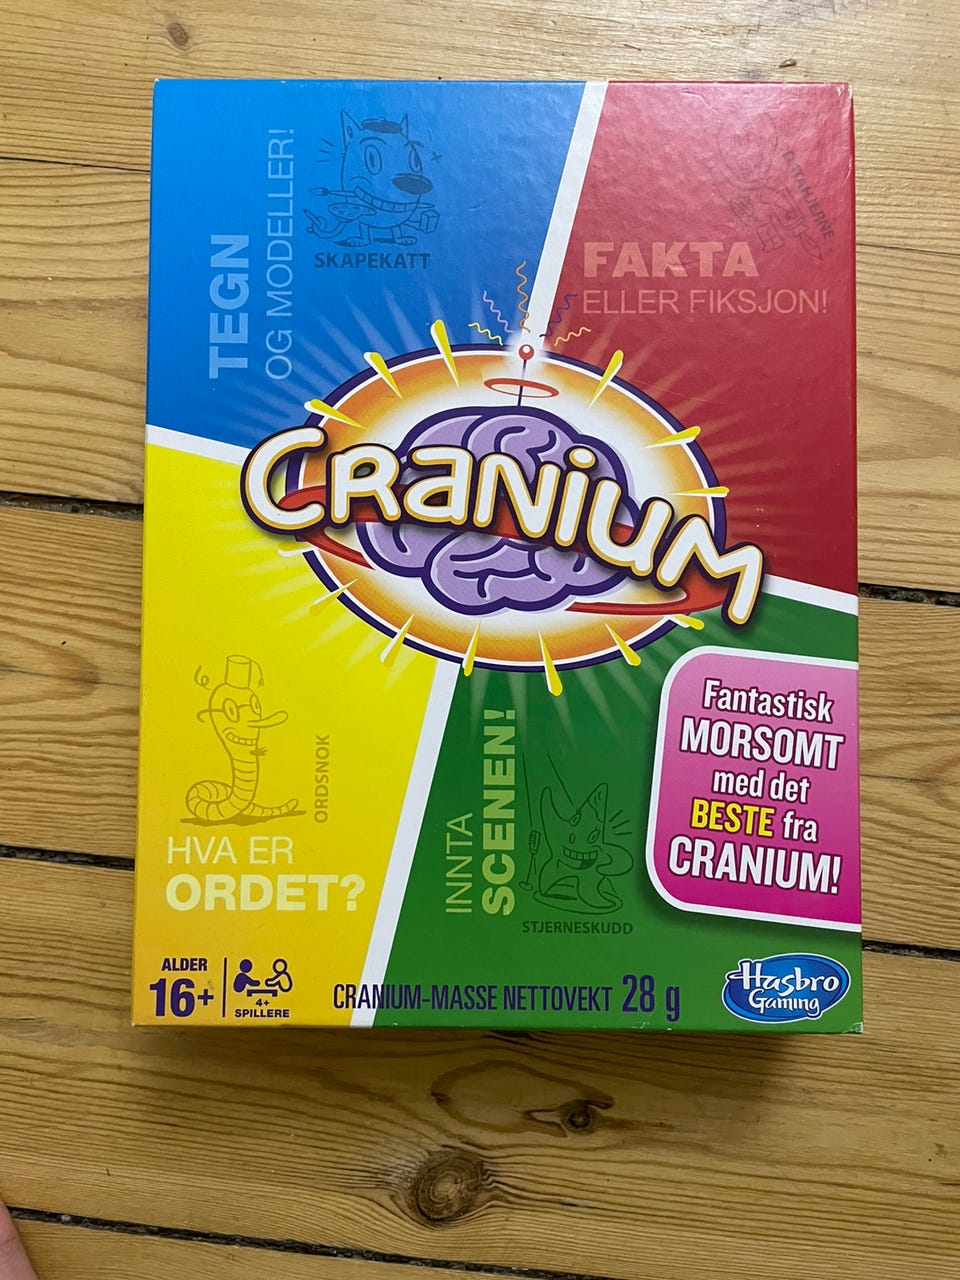 TEGN
OG MODELLER!
SKAPEKATT
DATAHJERNE
FAKTA
ELLER FIKSJON!
CRANIUM
ORDSNOK
HVA ER
ORDET?
INNTA
SCENEN!
STJERNESKUDD
Fantastisk
MORSOMT
med det
BESTE fra
CRANIUM!
ALDER
16+
4+
SPILLERE
CRANIUM-MASSE NETTOVEKT 28 g
Hasbro
Gaming